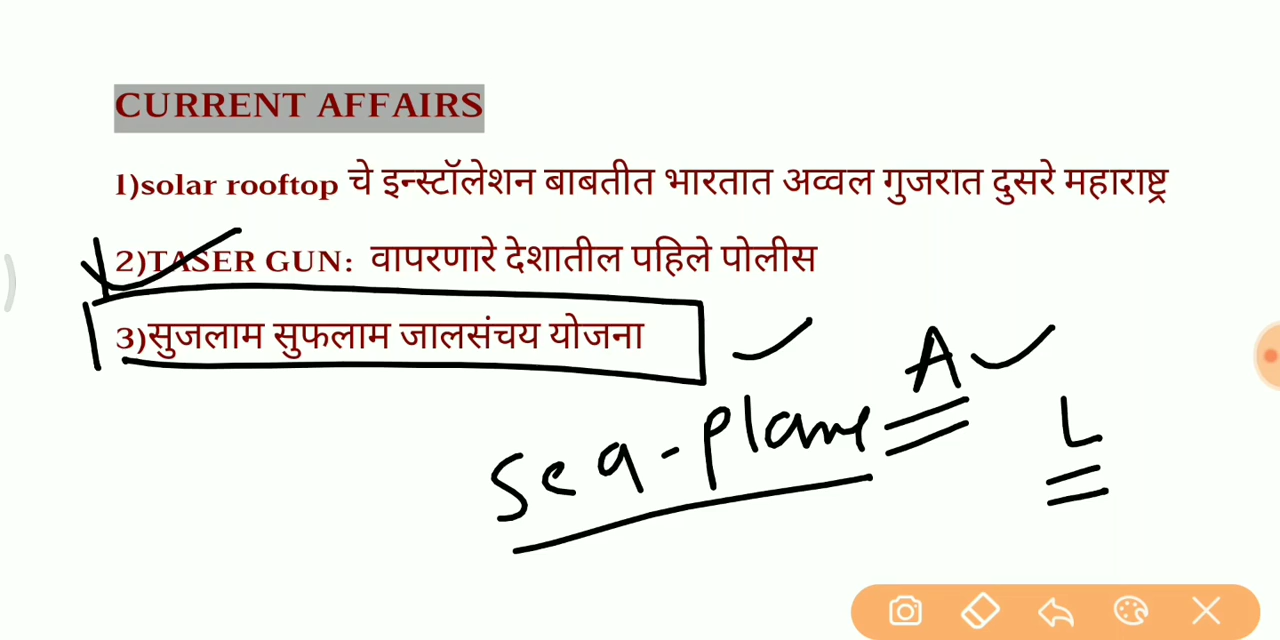 CURRENT AFFAIRS
1)solar rooftop चे इन्स्टॉलेशन बाबतीत भारतात अव्वल गुजरात दुसरे महाराष्ट्र
2)TASER GUN: वापरणारे देशातील पहिले पोलीस
3)सुजलाम सुफलाम जालसंचय योजना
A
L
sea-plane